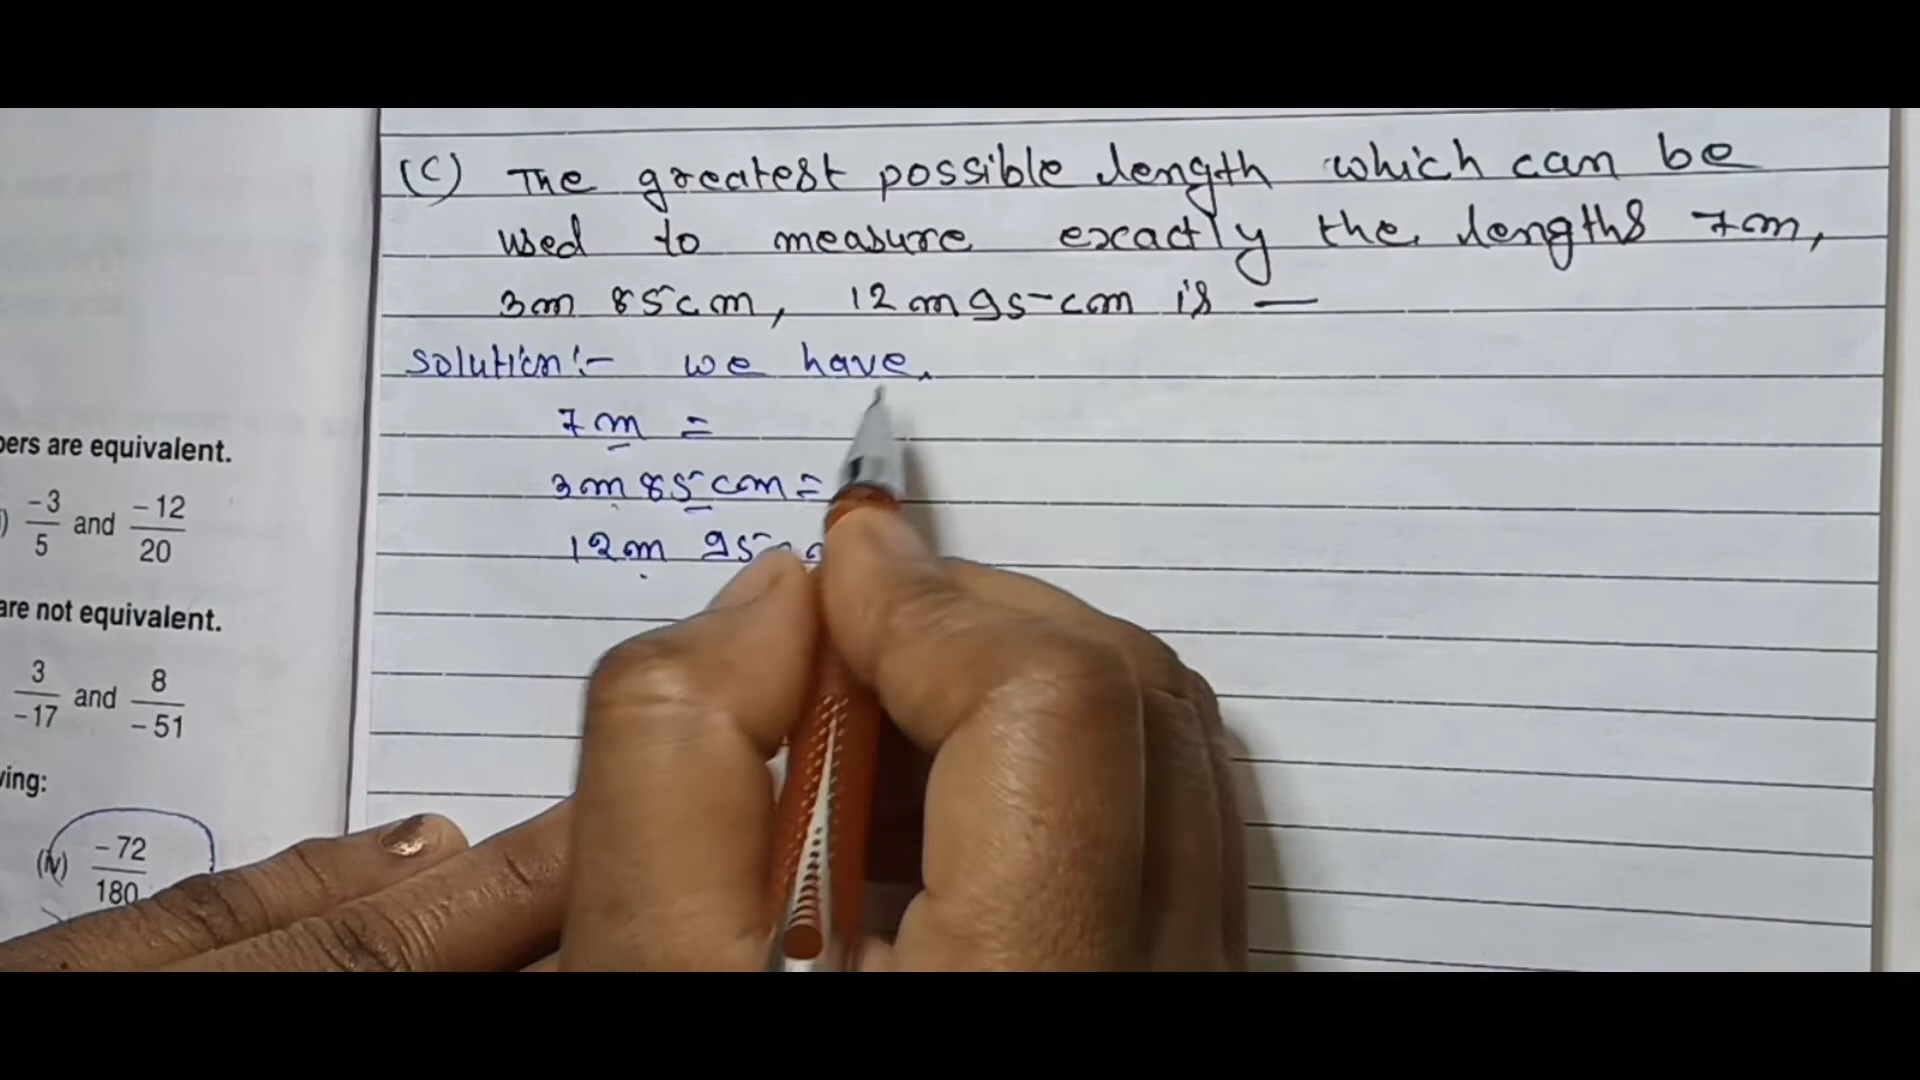 (C) The greatest possible length which can be
used to measure exactly the lengths 7m,
3m 85cm, 12m 95cm is —
solution:- we have,
7m =
3m 85cm =
12m 95
bers are equivalent.
) -3/5 and -12/20
are not equivalent.
3/-17 and 8/-51
ving:
(iv) -72/180